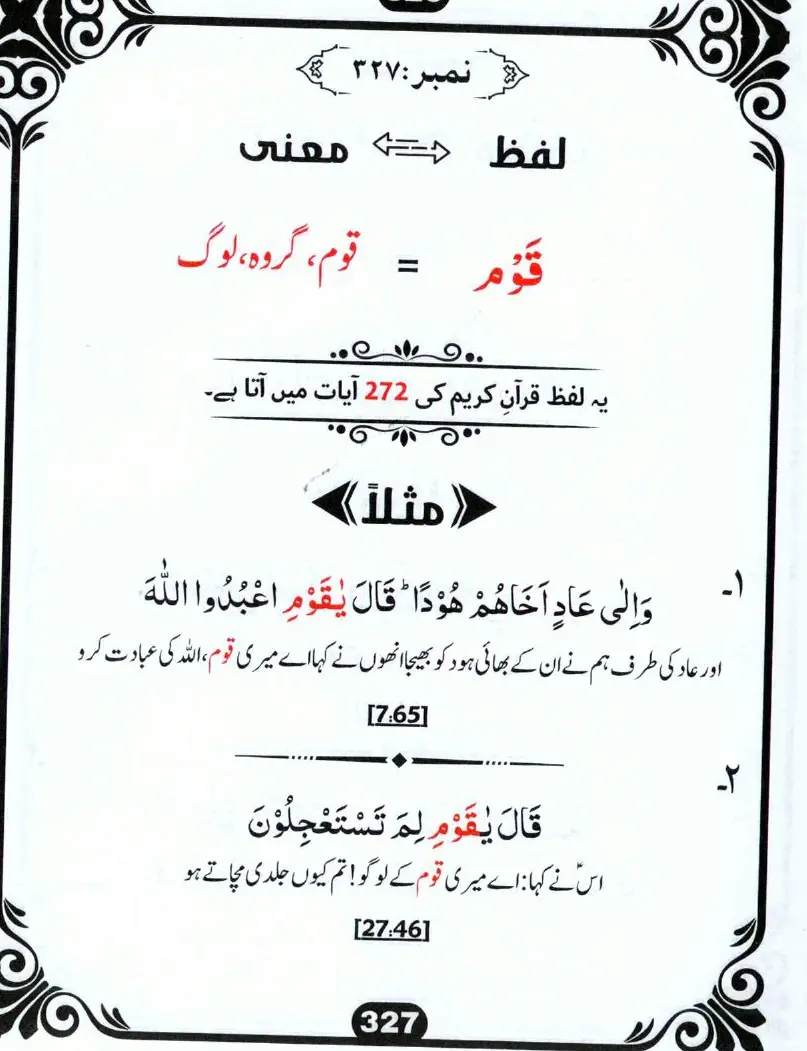 نمبر: ۳۲۷
لفظ معنی
قَوْم = قوم، گروہ، لوگ
یہ لفظ قرآنِ کریم کی 272 آیات میں آتا ہے۔
مثلاً
۱۔
وَاِلٰى عَادٍ اَخَاهُمْ هُوْدًا ؕ قَالَ يٰقَوْمِ اعْبُدُوا اللّٰهَ
اور عاد کی طرف ہم نے ان کے بھائی ہود کو بھیجا انھوں نے کہا اے میری قوم، اللہ کی عبادت کرو
[7:65]
۲۔
قَالَ يٰقَوْمِ لِمَ تَسْتَعْجِلُوْنَ
اسؑ نے کہا: اے میری قوم کے لوگو! تم کیوں جلدی مچاتے ہو
[27:46]
327